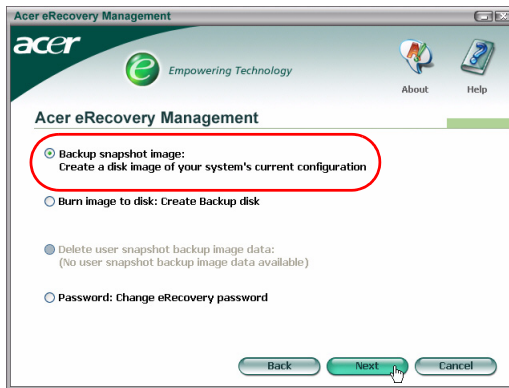 Acer eRecovery Management
acer
e
Empowering Technology
About
Help
Acer eRecovery Management
Backup snapshot image:
Create a disk image of your system's current configuration
Burn image to disk: Create Backup disk
Delete user snapshot backup image data:
(No user snapshot backup image data available)
Password: Change eRecovery password
Back
Next
Cancel